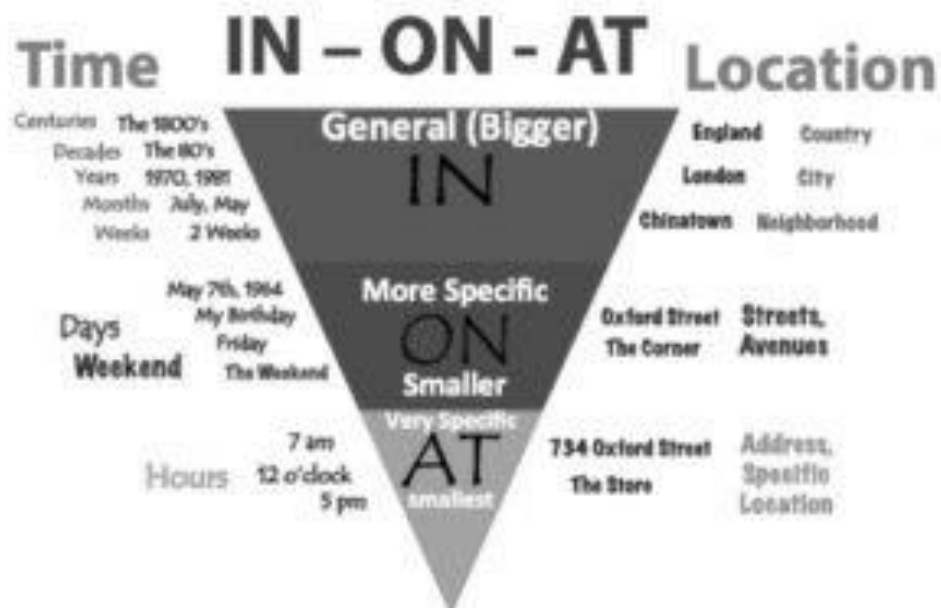 IN – ON - AT
Time
Location
Centuries The 1800's
Decades The 80's
Years 1970, 1981
Months July, May
Weeks 2 Weeks
General (Bigger)
IN
England Country
London City
Chinatown Neighborhood
May 7th, 1964
My Birthday
Days
Friday
Weekend
The Weekend
More Specific
ON
Smaller
Oxford Street
The Corner
Streets,
Avenues
7 am
Hours 12 o'clock
5 pm
Very Specific
AT
smallest
734 Oxford Street
The Store
Address,
Specific
Location